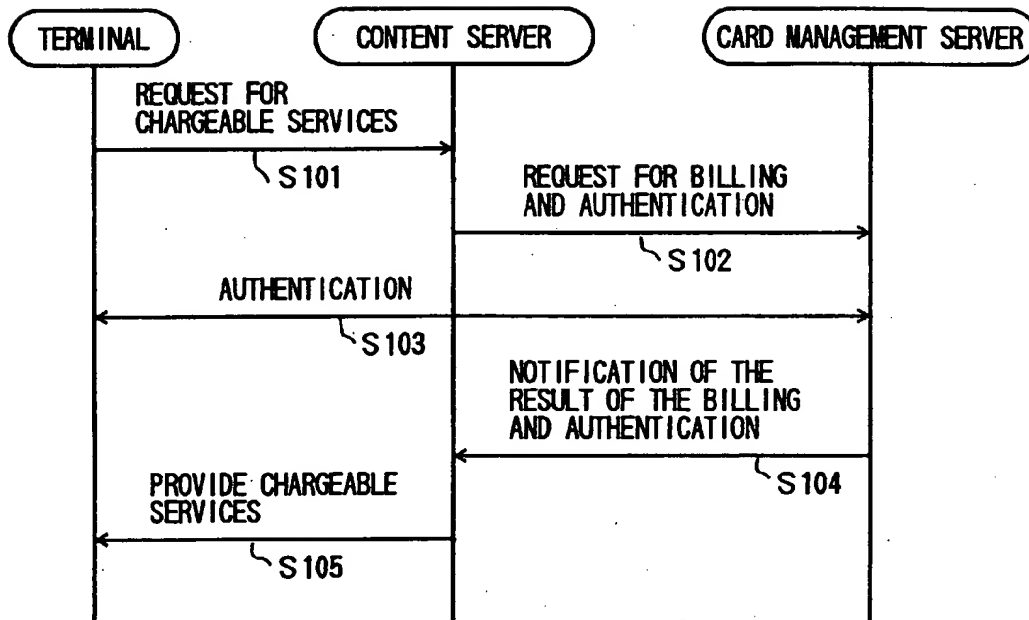 TERMINAL
CONTENT SERVER
CARD MANAGEMENT SERVER
REQUEST FOR
CHARGEABLE SERVICES
S101
REQUEST FOR BILLING
AND AUTHENTICATION
S102
AUTHENTICATION
S103
NOTIFICATION OF THE
RESULT OF THE BILLING
AND AUTHENTICATION
S104
PROVIDE CHARGEABLE
SERVICES
S105